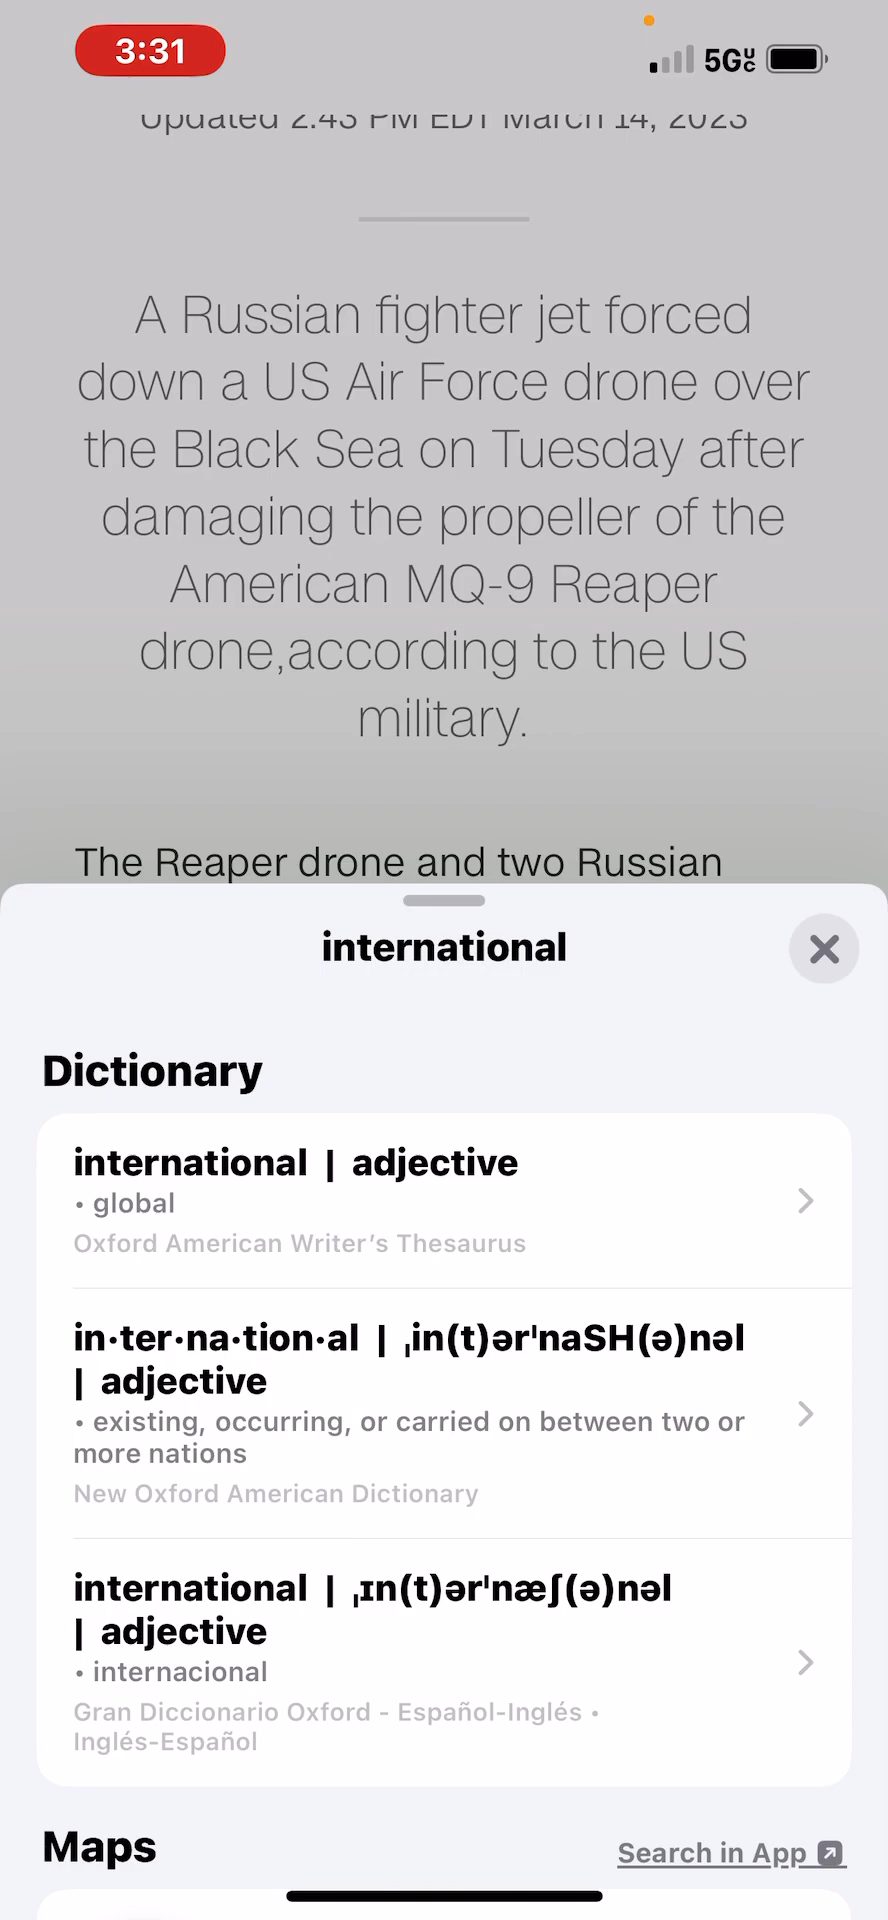 3:31
5GUC
Updated 2:43 PM EDT March 14, 2023
A Russian fighter jet forced
down a US Air Force drone over
the Black Sea on Tuesday after
damaging the propeller of the
American MQ-9 Reaper
drone,according to the US
military.
The Reaper drone and two Russian
international
Dictionary
international | adjective
• global
Oxford American Writer’s Thesaurus
in·ter·na·tion·al | ˌin(t)ərˈnaSH(ə)nəl
| adjective
• existing, occurring, or carried on between two or
more nations
New Oxford American Dictionary
international | ˌɪn(t)ərˈnæʃ(ə)nəl
| adjective
• internacional
Gran Diccionario Oxford - Español-Inglés •
Inglés-Español
Maps
Search in App